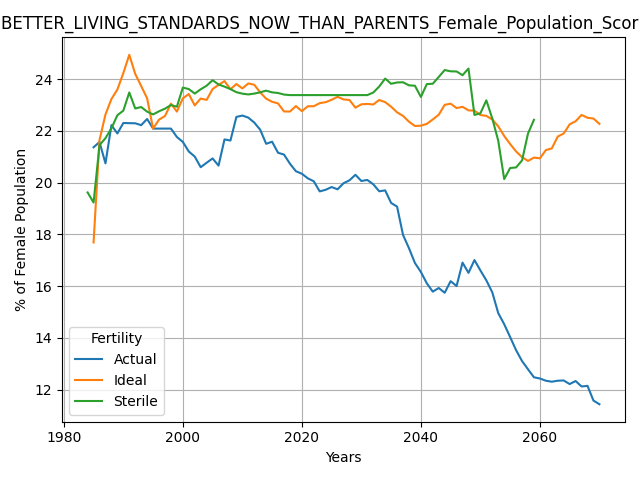 BETTER_LIVING_STANDARDS_NOW_THAN_PARENTS_Female_Population_Scor
24
22
20
18
16
14
12
% of Female Population
Fertility
Actual
Ideal
Sterile
1980 2000 2020 2040 2060
Years